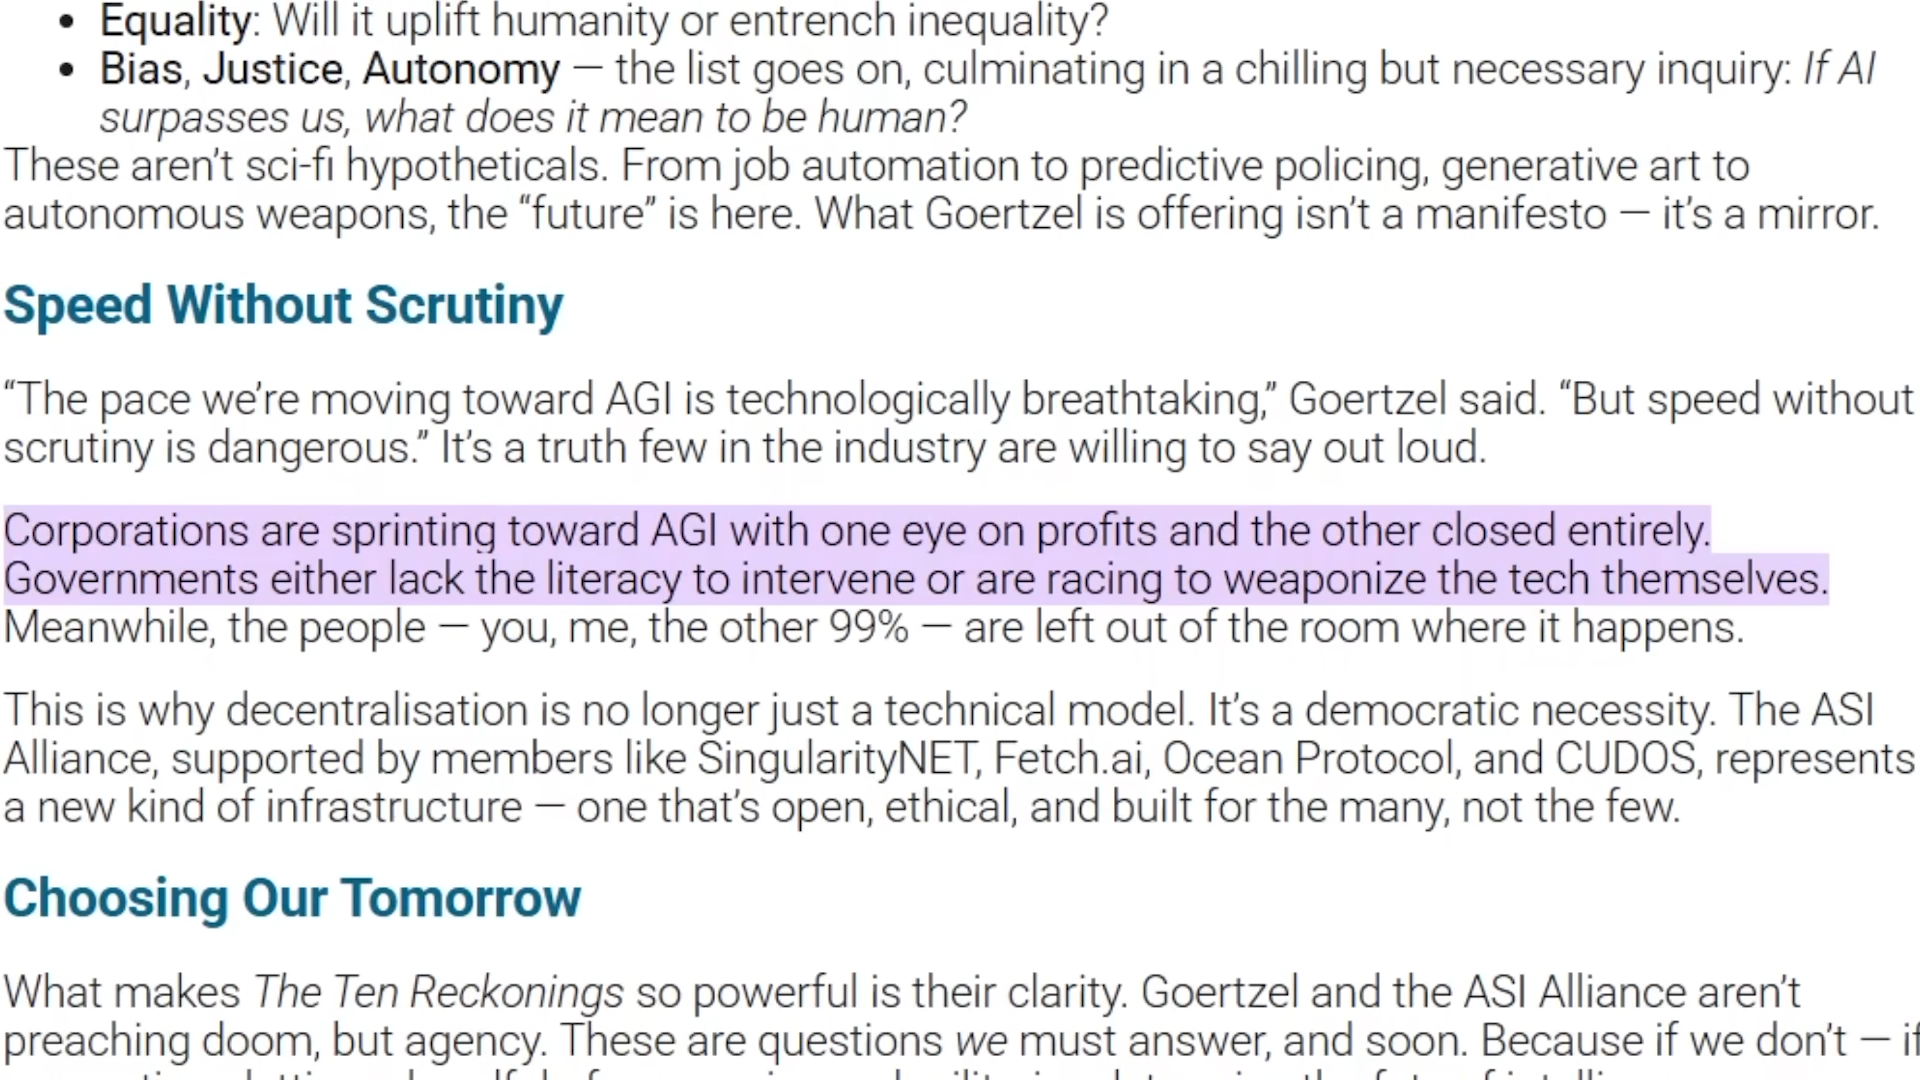 • Equality: Will it uplift humanity or entrench inequality?
• Bias, Justice, Autonomy — the list goes on, culminating in a chilling but necessary inquiry: If AI
surpasses us, what does it mean to be human?
These aren’t sci-fi hypotheticals. From job automation to predictive policing, generative art to
autonomous weapons, the “future” is here. What Goertzel is offering isn’t a manifesto — it’s a mirror.
Speed Without Scrutiny
“The pace we’re moving toward AGI is technologically breathtaking,” Goertzel said. “But speed without
scrutiny is dangerous.” It’s a truth few in the industry are willing to say out loud.
Corporations are sprinting toward AGI with one eye on profits and the other closed entirely.
Governments either lack the literacy to intervene or are racing to weaponize the tech themselves.
Meanwhile, the people — you, me, the other 99% — are left out of the room where it happens.
This is why decentralisation is no longer just a technical model. It’s a democratic necessity. The ASI
Alliance, supported by members like SingularityNET, Fetch.ai, Ocean Protocol, and CUDOS, represents
a new kind of infrastructure — one that’s open, ethical, and built for the many, not the few.
Choosing Our Tomorrow
What makes The Ten Reckonings so powerful is their clarity. Goertzel and the ASI Alliance aren’t
preaching doom, but agency. These are questions we must answer, and soon. Because if we don’t — if